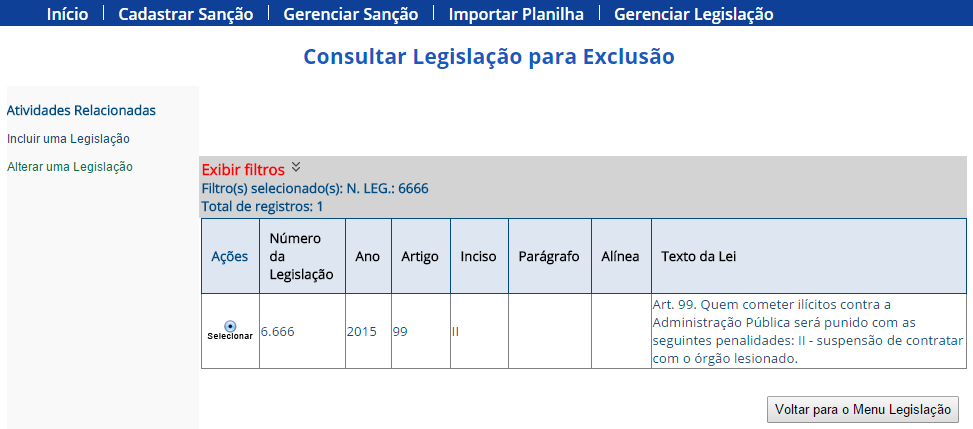 Início | Cadastrar Sanção | Gerenciar Sanção | Importar Planilha | Gerenciar Legislação
Consultar Legislação para Exclusão
Atividades Relacionadas
Incluir uma Legislação
Alterar uma Legislação
Exibir filtros
Filtro(s) selecionado(s): N. LEG.: 6666
Total de registros: 1
Ações
Número
da
Legislação
Ano
Artigo
Inciso
Parágrafo
Alínea
Texto da Lei
Selecionar
6.666
2015
99
II
Art. 99. Quem cometer ilícitos contra a
Administração Pública será punido com as
seguintes penalidades: II - suspensão de contratar
com o órgão lesionado.
Voltar para o Menu Legislação